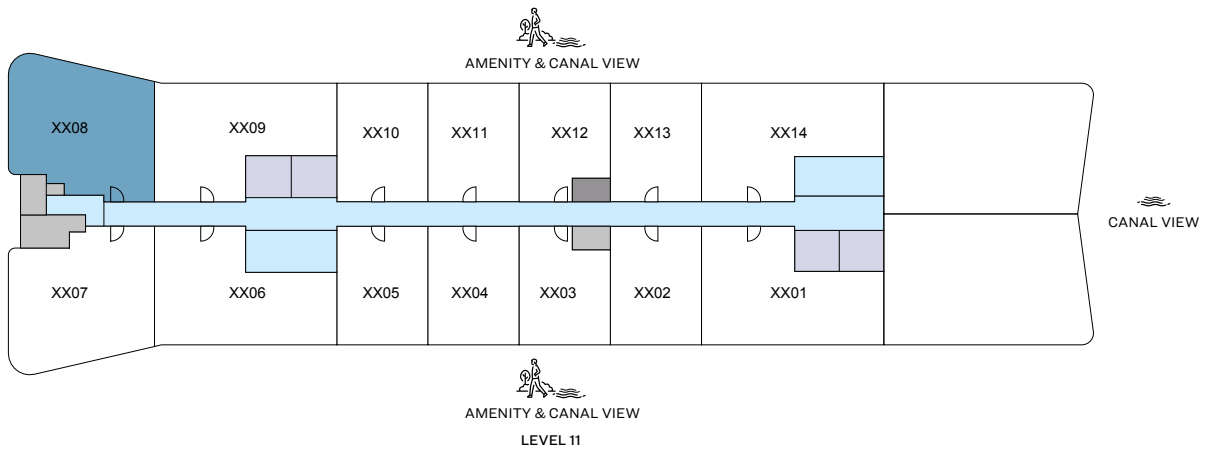 AMENITY & CANAL VIEW
XX08
XX09
XX10
XX11
XX12
XX13
XX14
CANAL VIEW
XX07
XX06
XX05
XX04
XX03
XX02
XX01
AMENITY & CANAL VIEW
LEVEL 11